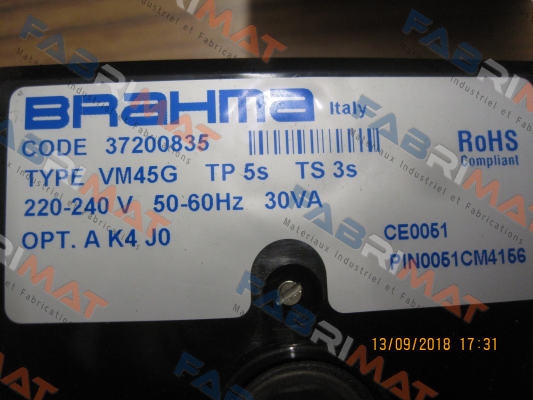 BRAHMA Italy
CODE 37200835
RoHS
Compliant
TYPE VM45G TP 5s TS 3s
220-240 V 50-60Hz 30VA
OPT. A K4 J0
CE0051
PIN0051CM4156
13/09/2018 17:31
FABRIMAT
Materiaux Industriel et Fabrications